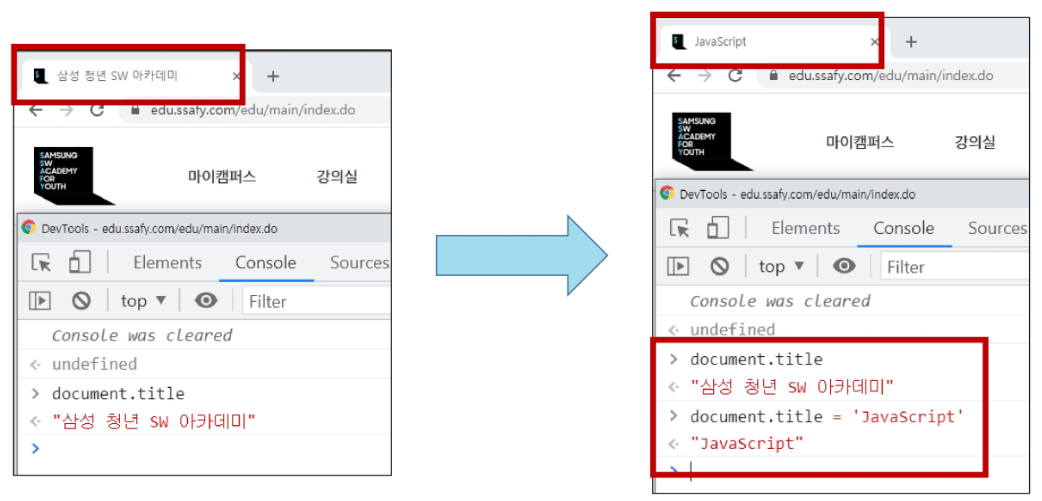 삼성 청년 SW 아카데미 × +
edu.ssafy.com/edu/main/index.do
SAMSUNG
SW
ACADEMY
FOR
YOUTH
마이캠퍼스 강의실
DevTools - edu.ssafy.com/edu/main/index.do
Elements Console Sources
top ▼ Filter
Console was cleared
undefined
> document.title
"삼성 청년 SW 아카데미"
>
JavaScript × +
edu.ssafy.com/edu/main/index.do
SAMSUNG
SW
ACADEMY
FOR
YOUTH
마이캠퍼스 강의실
DevTools - edu.ssafy.com/edu/main/index.do
Elements Console Sources
top ▼ Filter
Console was cleared
undefined
> document.title
"삼성 청년 SW 아카데미"
> document.title = 'JavaScript'
"JavaScript"
>